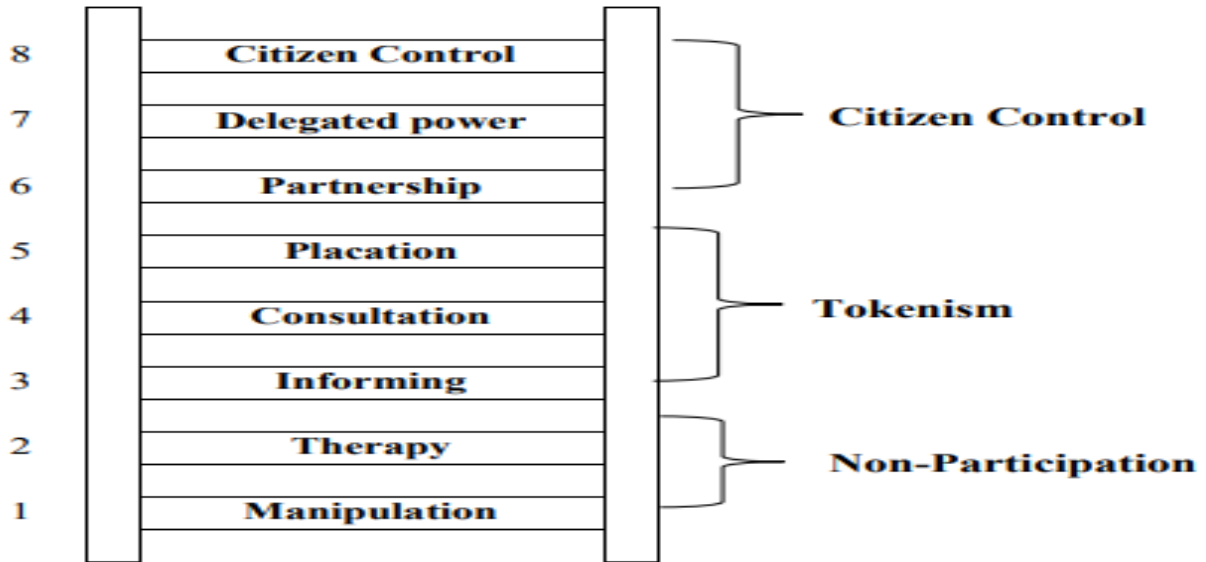 8 Citizen Control
7 Delegated power
Citizen Control
6 Partnership
5 Placation
4 Consultation
Tokenism
3 Informing
2 Therapy
Non-Participation
1 Manipulation